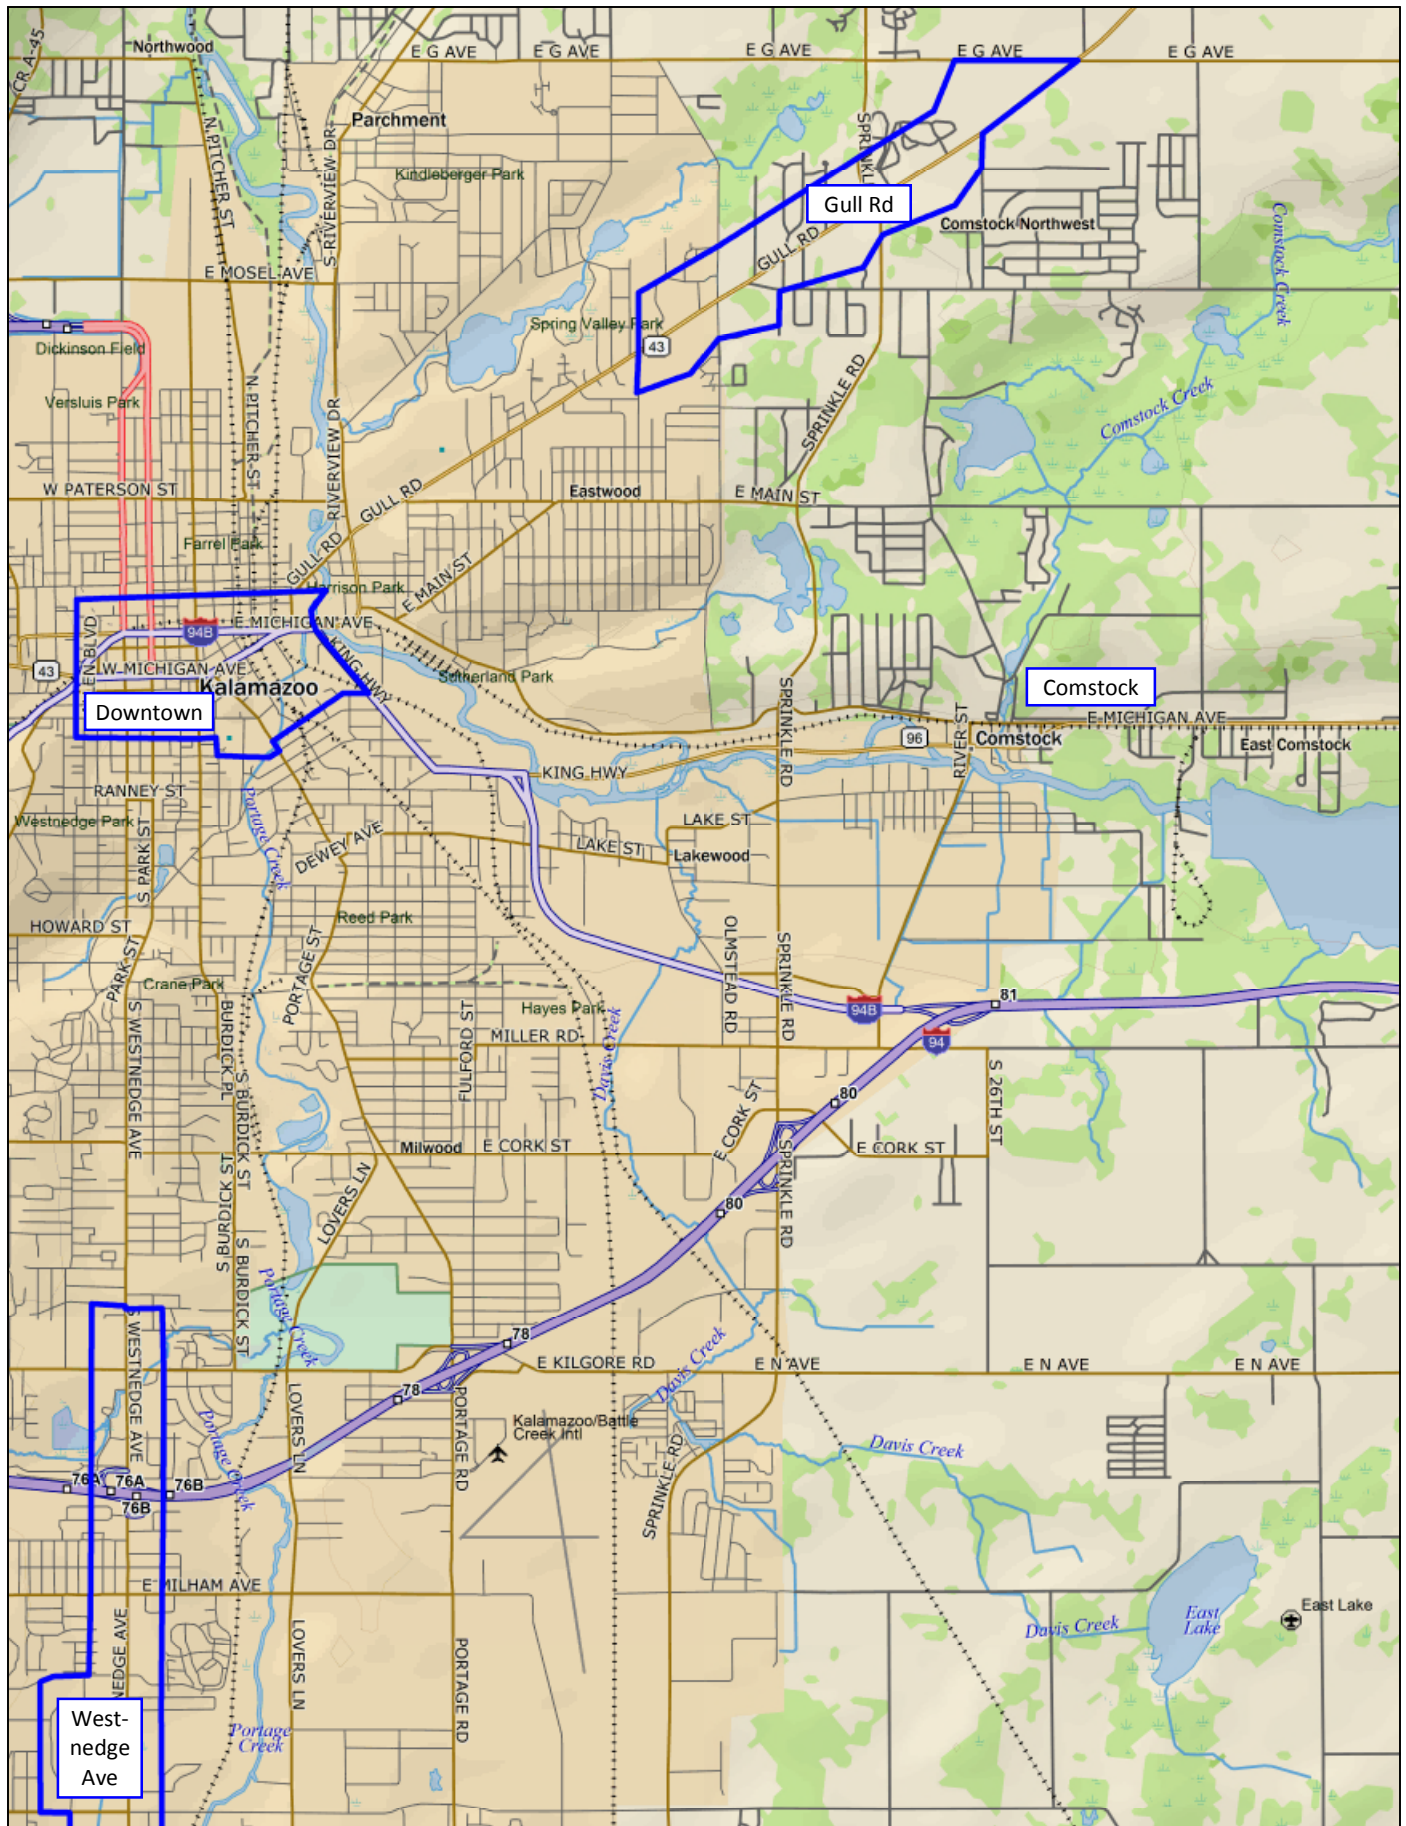 Northwood
CR A-45
E G AVE
E G AVE
E G AVE
E G AVE
E G AVE
N PITCHER ST
Parchment
S RIVERVIEW DR
Kindleberger Park
SPRINKL
Gull Rd
GULL RD
Comstock Northwest
Comstock Creek
E MOSEL AVE
Spring Valley Park
43
Dickinson Field
Versluis Park
N PITCHER ST
RIVERVIEW DR
SPRINKLE RD
Comstock Creek
W PATERSON ST
GULL RD
Eastwood
E MAIN ST
Farrel Park
GULL RD
Harrison Park
E MAIN ST
94B
E MICHIGAN AVE
EN BLVD
43
W MICHIGAN AVE
KING HWY
Kalamazoo
Sutherland Park
Downtown
SPRINKLE RD
Comstock
E MICHIGAN AVE
RIVER ST
96
Comstock
East Comstock
KING HWY
RANNEY ST
Portage Creek
Westnedge Park
S PARK ST
DEWEY AVE
LAKE ST
LAKE ST
Lakewood
HOWARD ST
Reed Park
PARK ST
PORTAGE ST
OLMSTEAD RD
SPRINKLE RD
Crane Park
Hayes Park
94B
81
94
S WESTNEDGE AVE
BURDICK PL
FULFORD ST
MILLER RD
Davis Creek
S 26TH ST
S BURDICK ST
E CORK ST
80
Milwood
E CORK ST
SPRINKLE RD
E CORK ST
S BURDICK ST
LOVERS LN
80
S BURDICK ST
Portage Creek
S WESTNEDGE AVE
78
E KILGORE RD
Davis Creek
E N AVE
E N AVE
E N AVE
78
LOVERS LN
PORTAGE RD
Kalamazoo/Battle
Creek Intl
Portage Creek
SPRINKLE RD
Davis Creek
76A
76A
76B
76B
E MILHAM AVE
NEDGE AVE
LOVERS LN
PORTAGE RD
Davis Creek
East
Lake
East Lake
West-
nedge
Ave
Portage
Creek